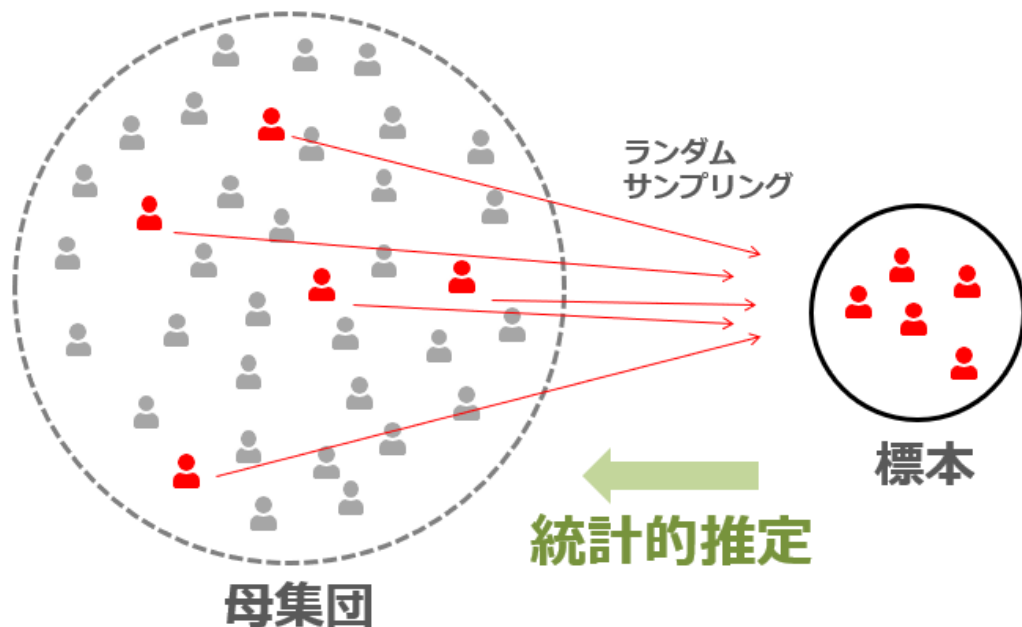 ランダム
サンプリング
標本
統計的推定
母集団